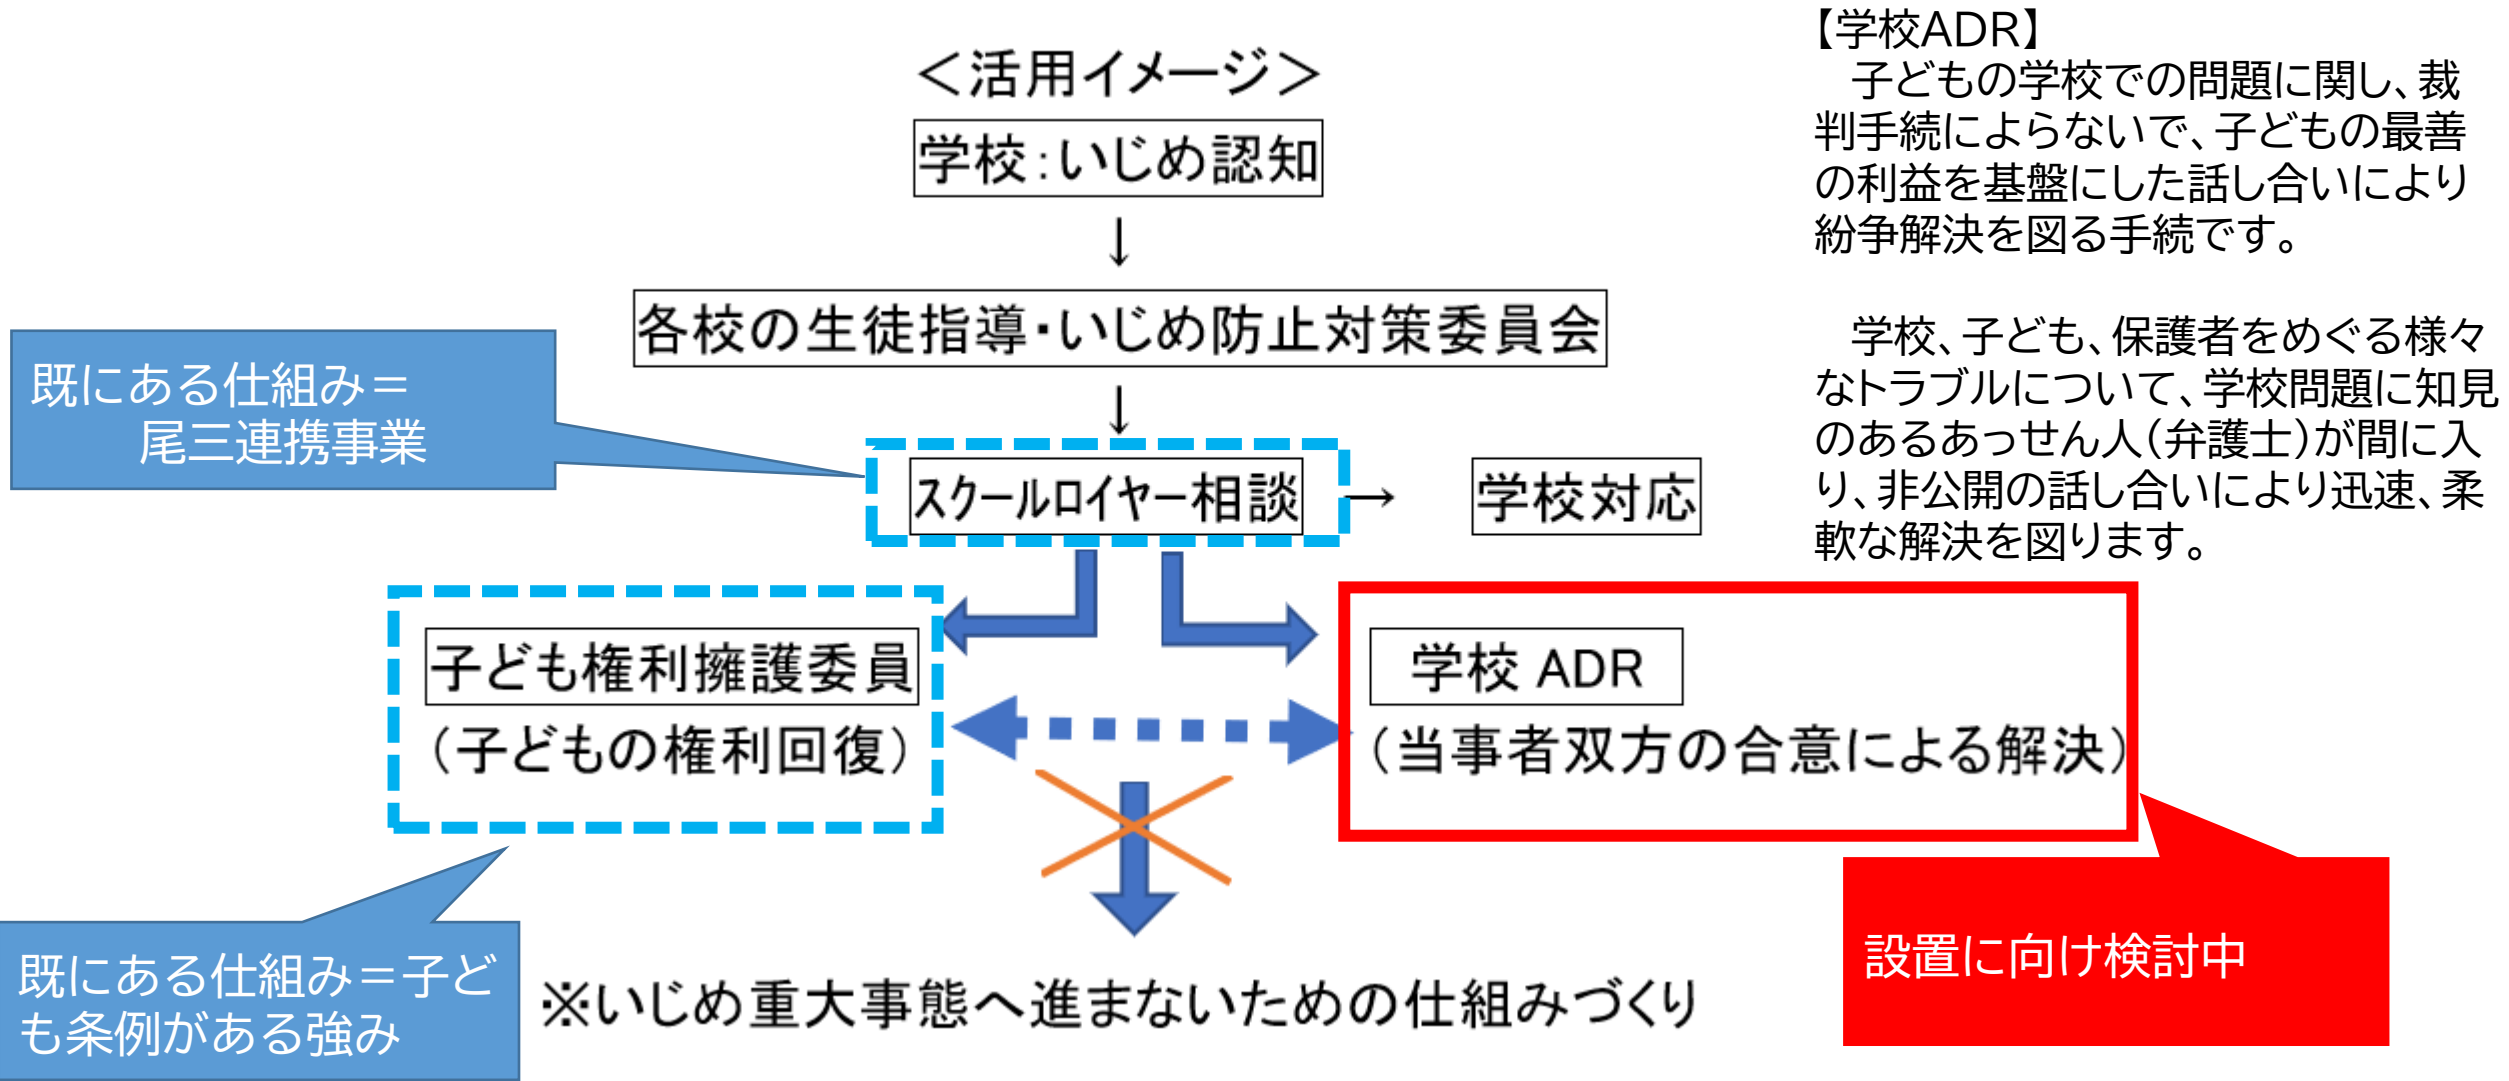 ＜活用イメージ＞
学校：いじめ認知
↓
各校の生徒指導・いじめ防止対策委員会
↓
既にある仕組み＝
尾三連携事業
スクールロイヤー相談
→
学校対応
子ども権利擁護委員
（子どもの権利回復）
学校 ADR
（当事者双方の合意による解決）
既にある仕組み＝子ど
も条例がある強み
※いじめ重大事態へ進まないための仕組みづくり
設置に向け検討中
【学校ADR】
子どもの学校での問題に関し、裁
判手続によらないで、子どもの最善
の利益を基盤にした話し合いにより
紛争解決を図る手続です。
学校、子ども、保護者をめぐる様々
なトラブルについて、学校問題に知見
のあるあっせん人（弁護士）が間に入
り、非公開の話し合いにより迅速、柔
軟な解決を図ります。